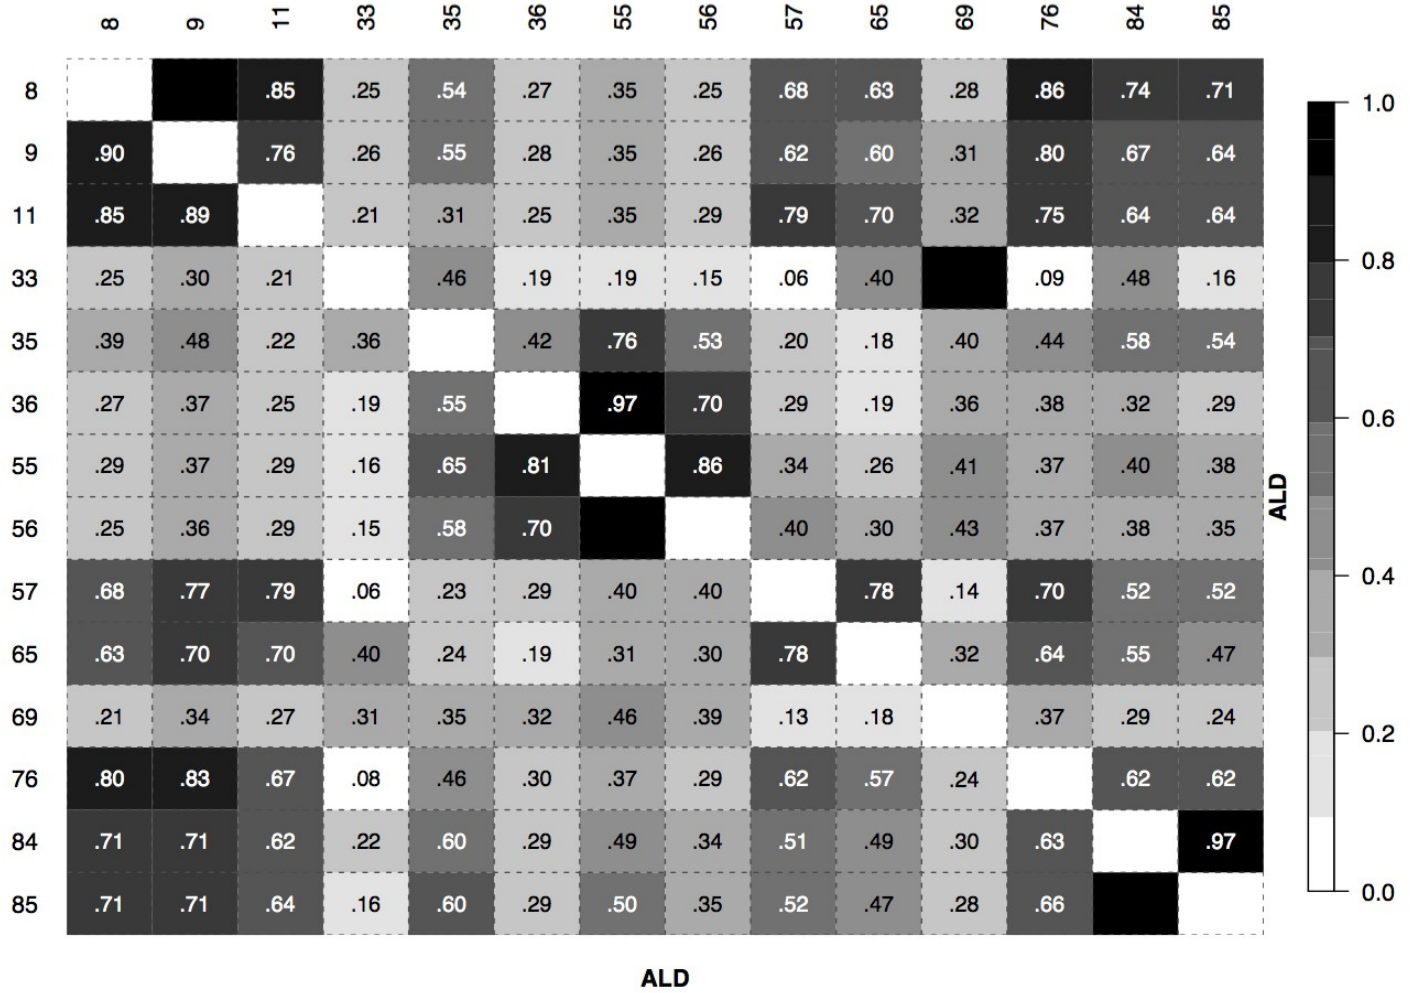 8 9 11 33 35 36 55 56 57 65 69 76 84 85
8 .85 .25 .54 .27 .35 .25 .68 .63 .28 .86 .74 .71
9 .90 .76 .26 .55 .28 .35 .26 .62 .60 .31 .80 .67 .64
11 .85 .89 .21 .31 .25 .35 .29 .79 .70 .32 .75 .64 .64
33 .25 .30 .21 .46 .19 .19 .15 .06 .40 .09 .48 .16
35 .39 .48 .22 .36 .42 .76 .53 .20 .18 .40 .44 .58 .54
36 .27 .37 .25 .19 .55 .97 .70 .29 .19 .36 .38 .32 .29
55 .29 .37 .29 .16 .65 .81 .86 .34 .26 .41 .37 .40 .38
56 .25 .36 .29 .15 .58 .70 .40 .30 .43 .37 .38 .35
57 .68 .77 .79 .06 .23 .29 .40 .40 .78 .14 .70 .52 .52
65 .63 .70 .70 .40 .24 .19 .31 .30 .78 .32 .64 .55 .47
69 .21 .34 .27 .31 .35 .32 .46 .39 .13 .18 .37 .29 .24
76 .80 .83 .67 .08 .46 .30 .37 .29 .62 .57 .24 .62 .62
84 .71 .71 .62 .22 .60 .29 .49 .34 .51 .49 .30 .63 .97
85 .71 .71 .64 .16 .60 .29 .50 .35 .52 .47 .28 .66
ALD
ALD
1.0
0.8
0.6
0.4
0.2
0.0